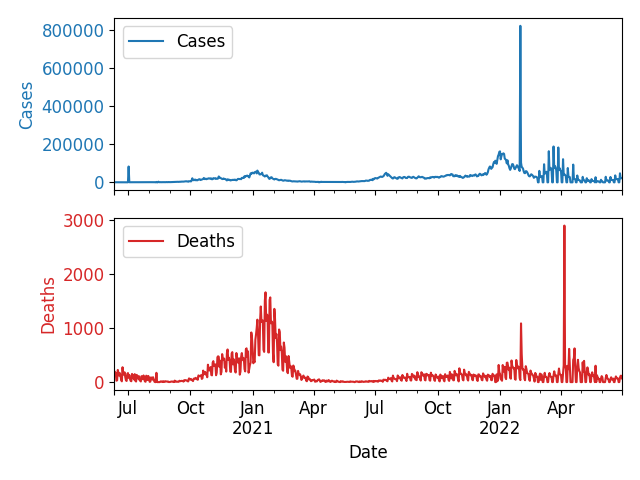 800000
600000
400000
200000
0
Cases
Cases
3000
2000
1000
0
Deaths
Deaths
Jul Oct Jan Apr Jul Oct Jan Apr
2021 2022
Date